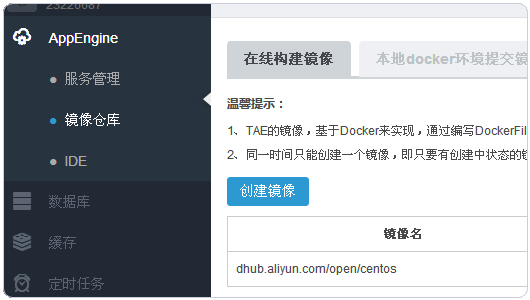 AppEngine
服务管理
镜像仓库
IDE
数据库
缓存
定时任务
在线构建镜像
本地docker环境提交镜
温馨提示：
1、TAE的镜像，基于Docker来实现，通过编写DockerFil
2、同一时间只能创建一个镜像，即只要有创建中状态的镜
创建镜像
镜像名
dhub.aliyun.com/open/centos